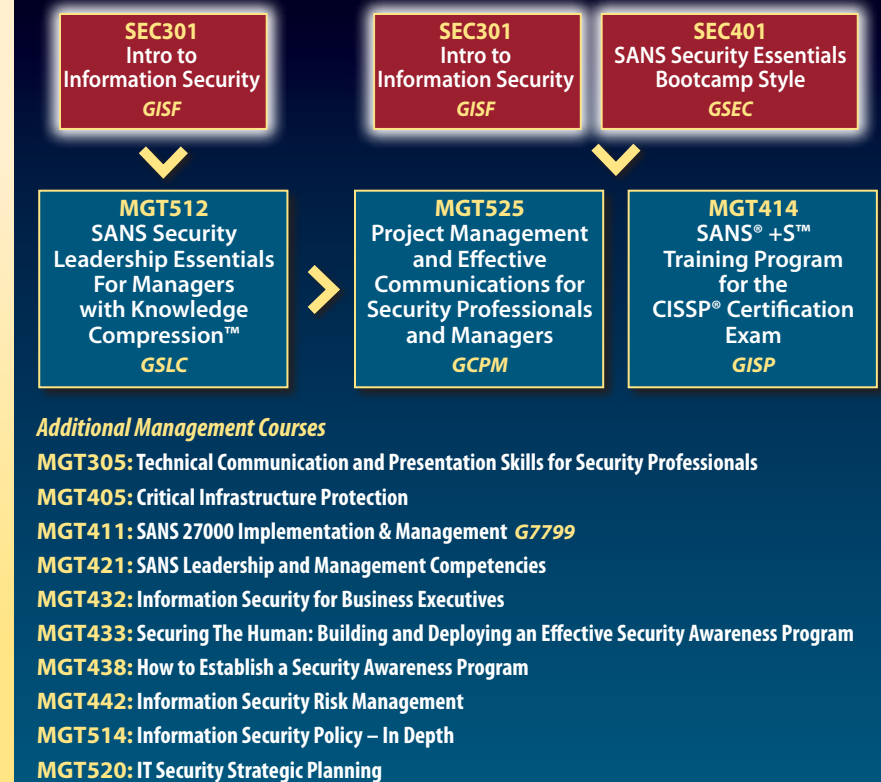 SEC301
Intro to
Information Security
GISF
SEC301
Intro to
Information Security
GISF
SEC401
SANS Security Essentials
Bootcamp Style
GSEC
MGT512
SANS Security
Leadership Essentials
For Managers
with Knowledge
Compression™
GSLC
MGT525
Project Management
and Effective
Communications for
Security Professionals
and Managers
GCPM
MGT414
SANS® +S™
Training Program
for the
CISSP® Certification
Exam
GISP
Additional Management Courses
MGT305: Technical Communication and Presentation Skills for Security Professionals
MGT405: Critical Infrastructure Protection
MGT411: SANS 27000 Implementation & Management G7799
MGT421: SANS Leadership and Management Competencies
MGT432: Information Security for Business Executives
MGT433: Securing The Human: Building and Deploying an Effective Security Awareness Program
MGT438: How to Establish a Security Awareness Program
MGT442: Information Security Risk Management
MGT514: Information Security Policy – In Depth
MGT520: IT Security Strategic Planning